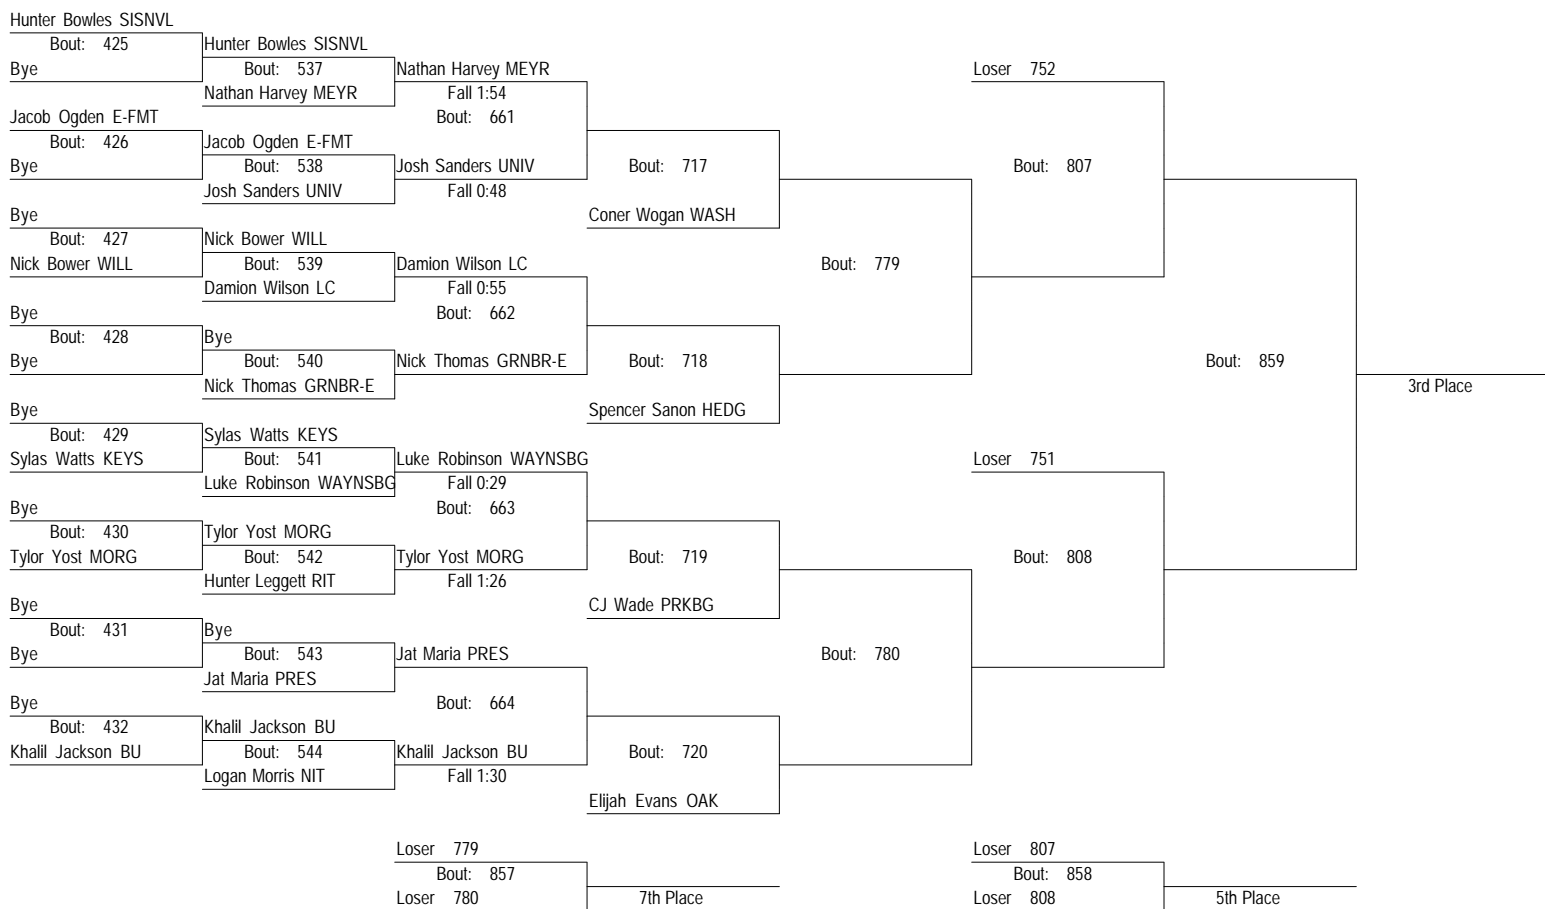 Hunter Bowles SISNVL
Bout: 425
Hunter Bowles SISNVL
Bye
Bout: 537
Nathan Harvey MEYR
Loser 752
Nathan Harvey MEYR
Fall 1:54
Jacob Ogden E-FMT
Bout: 661
Bout: 426
Jacob Ogden E-FMT
Bye
Bout: 538
Josh Sanders UNIV
Bout: 717
Bout: 807
Josh Sanders UNIV
Fall 0:48
Bye
Coner Wogan WASH
Bout: 427
Nick Bower WILL
Nick Bower WILL
Bout: 539
Damion Wilson LC
Bout: 779
Damion Wilson LC
Fall 0:55
Bye
Bout: 662
Bout: 428
Bye
Bye
Bout: 540
Nick Thomas GRNBR-E
Bout: 718
Bout: 859
Nick Thomas GRNBR-E
3rd Place
Bye
Spencer Sanon HEDG
Bout: 429
Sylas Watts KEYS
Sylas Watts KEYS
Bout: 541
Luke Robinson WAYNSBG
Loser 751
Luke Robinson WAYNSBG
Fall 0:29
Bye
Bout: 663
Bout: 430
Tylor Yost MORG
Tylor Yost MORG
Bout: 542
Tylor Yost MORG
Bout: 719
Bout: 808
Hunter Leggett RIT
Fall 1:26
Bye
CJ Wade PRKBG
Bout: 431
Bye
Bye
Bout: 543
Jat Maria PRES
Bout: 780
Jat Maria PRES
Bye
Bout: 664
Bout: 432
Khalil Jackson BU
Khalil Jackson BU
Bout: 544
Khalil Jackson BU
Bout: 720
Logan Morris NIT
Fall 1:30
Elijah Evans OAK
Loser 779
Loser 807
Bout: 857
Bout: 858
Loser 780
7th Place
Loser 808
5th Place